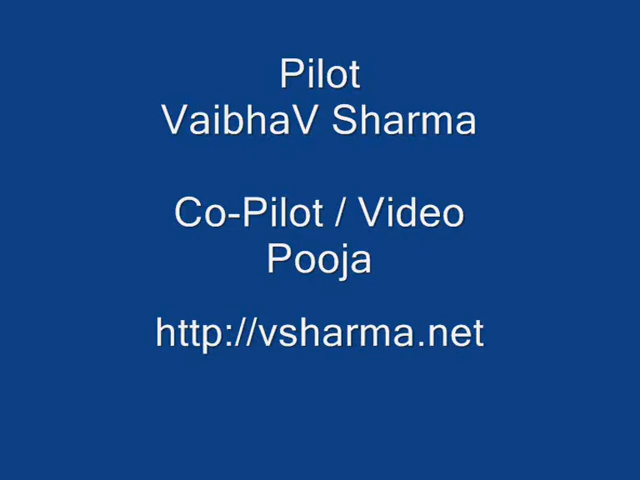 Pilot
VaibhaV Sharma
Co-Pilot / Video
Pooja
http://vsharma.net